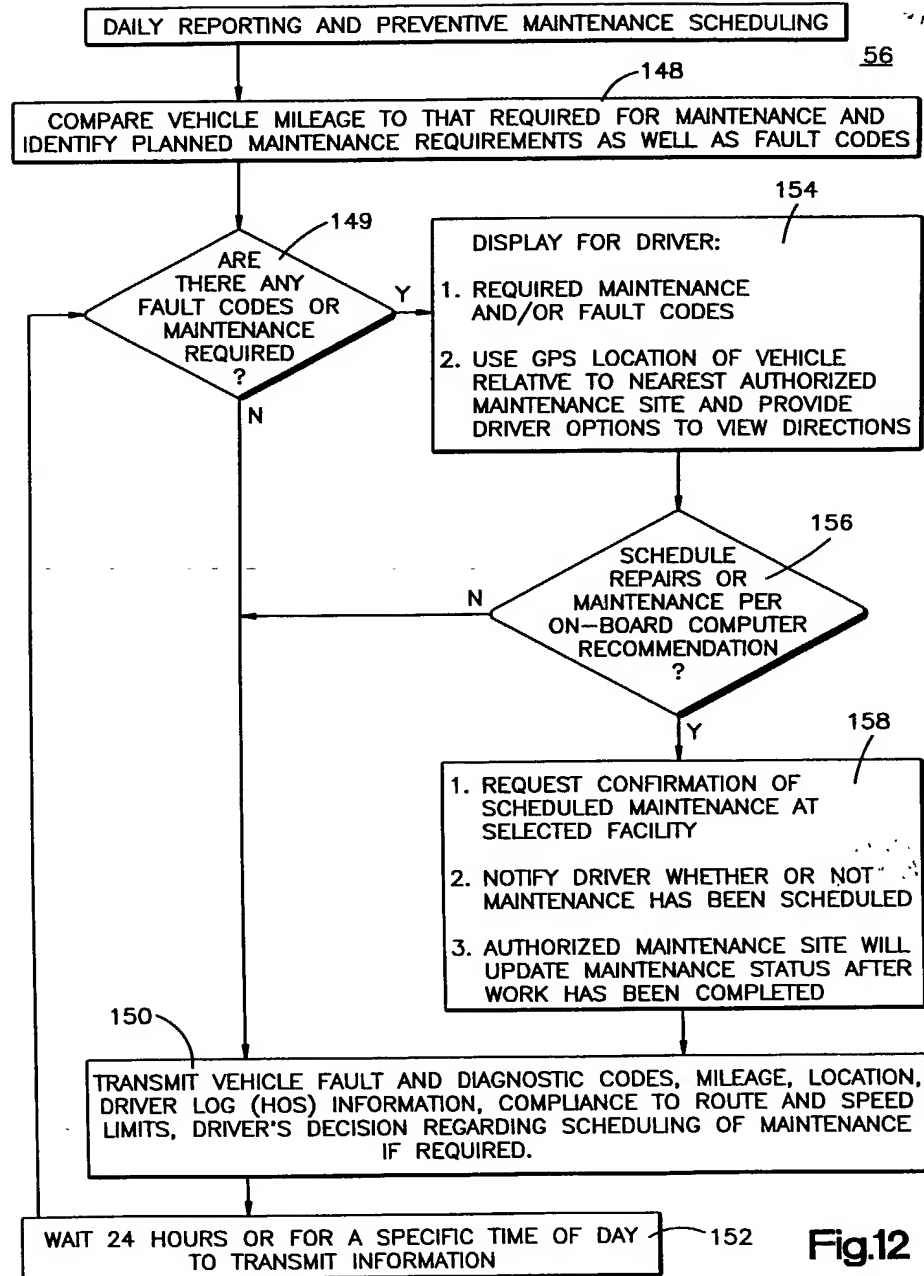 DAILY REPORTING AND PREVENTIVE MAINTENANCE SCHEDULING
56
148
COMPARE VEHICLE MILEAGE TO THAT REQUIRED FOR MAINTENANCE AND
IDENTIFY PLANNED MAINTENANCE REQUIREMENTS AS WELL AS FAULT CODES
149
ARE
THERE ANY
FAULT CODES OR
MAINTENANCE
REQUIRED
?
Y
N
154
DISPLAY FOR DRIVER:
1. REQUIRED MAINTENANCE
AND/OR FAULT CODES
2. USE GPS LOCATION OF VEHICLE
RELATIVE TO NEAREST AUTHORIZED
MAINTENANCE SITE AND PROVIDE
DRIVER OPTIONS TO VIEW DIRECTIONS
156
SCHEDULE
REPAIRS OR
MAINTENANCE PER
ON-BOARD COMPUTER
RECOMMENDATION
?
N
Y
158
1. REQUEST CONFIRMATION OF
SCHEDULED MAINTENANCE AT
SELECTED FACILITY
2. NOTIFY DRIVER WHETHER OR NOT
MAINTENANCE HAS BEEN SCHEDULED
3. AUTHORIZED MAINTENANCE SITE WILL
UPDATE MAINTENANCE STATUS AFTER
WORK HAS BEEN COMPLETED
150
TRANSMIT VEHICLE FAULT AND DIAGNOSTIC CODES, MILEAGE, LOCATION,
DRIVER LOG (HOS) INFORMATION, COMPLIANCE TO ROUTE AND SPEED
LIMITS, DRIVER'S DECISION REGARDING SCHEDULING OF MAINTENANCE
IF REQUIRED.
WAIT 24 HOURS OR FOR A SPECIFIC TIME OF DAY
TO TRANSMIT INFORMATION
152
Fig.12